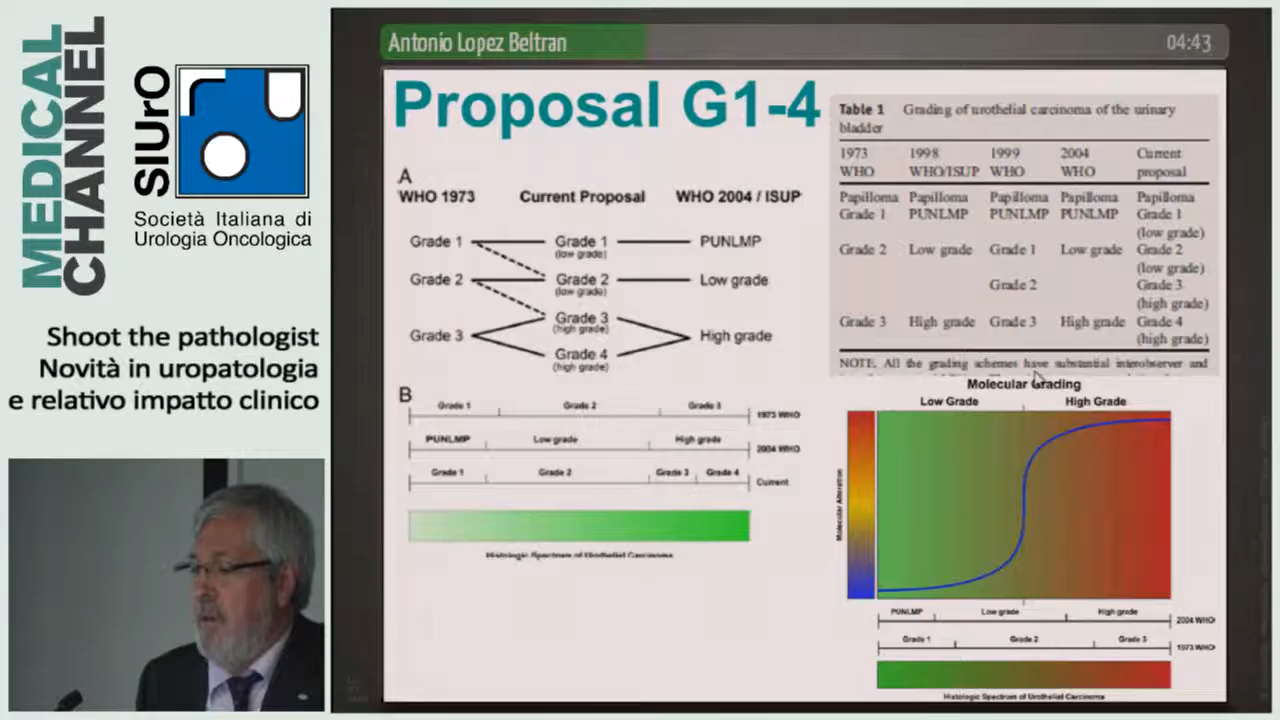 MEDICAL
CHANNEL
SIUrO
Società Italiana di
Urologia Oncologica
Shoot the pathologist
Novità in uropatologia
e relativo impatto clinico
Antonio Lopez Beltran
04:43
Proposal G1-4
A
WHO 1973 Current Proposal WHO 2004 / ISUP
Grade 1 Grade 1 PUNLMP
(low grade)
Grade 2 Grade 2 Low grade
(low grade)
Grade 3
(high grade)
Grade 3 High grade
Grade 4
(high grade)
B
Grade 1 Grade 2 Grade 3
1973 WHO
PUNLMP Low grade High grade
2004 WHO
Grade 1 Grade 2 Grade 3 Grade 4
Current
Histologic Spectrum of Urothelial Carcinoma
Table 1 Grading of urothelial carcinoma of the urinary
bladder
1973 1998 1999 2004 Current
WHO WHO/ISUP WHO WHO proposal
Papilloma Papilloma Papilloma Papilloma Papilloma
Grade 1 PUNLMP PUNLMP PUNLMP Grade 1
(low grade)
Grade 2 Low grade Grade 1 Low grade Grade 2
(low grade)
Grade 2 Grade 3
(high grade)
Grade 3 High grade Grade 3 High grade Grade 4
(high grade)
NOTE. All the grading schemes have substantial interobserver and
Molecular Grading
Low Grade High Grade
Molecular Alteration
PUNLMP Low grade High grade
2004 WHO
Grade 1 Grade 2 Grade 3
1973 WHO
Histologic Spectrum of Urothelial Carcinoma